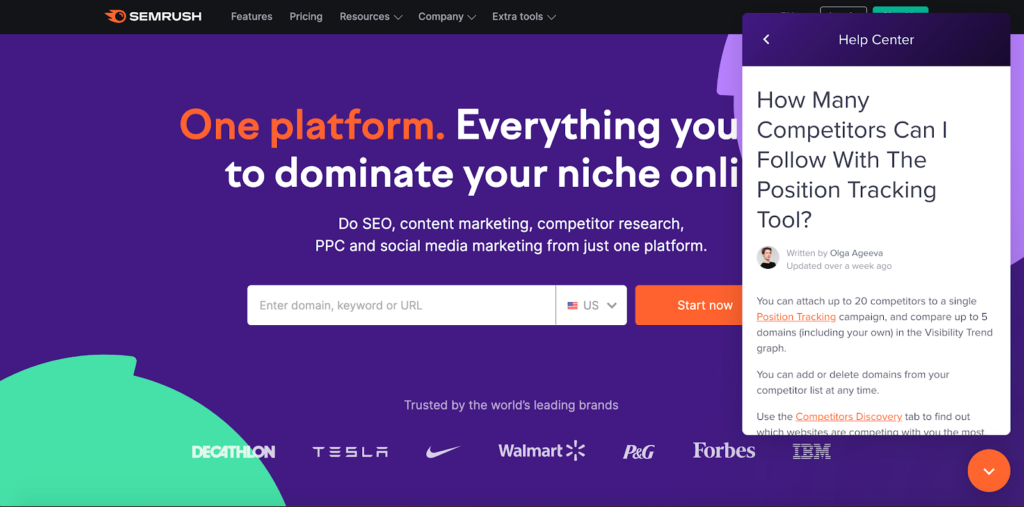 SEMRUSH
Features
Pricing
Resources
Company
Extra tools
One platform. Everything you
to dominate your niche onli
Do SEO, content marketing, competitor research,
PPC and social media marketing from just one platform.
Enter domain, keyword or URL
US
Start now
Trusted by the world's leading brands
DECATHLON
TESLA
Walmart
P&G
Forbes
IBM
Help Center
How Many
Competitors Can I
Follow With The
Position Tracking
Tool?
Written by Olga Ageeva
Updated over a week ago
You can attach up to 20 competitors to a single
Position Tracking campaign, and compare up to 5
domains (including your own) in the Visibility Trend
graph.
You can add or delete domains from your
competitor list at any time.
Use the Competitors Discovery tab to find out
which websites are competing with you the most